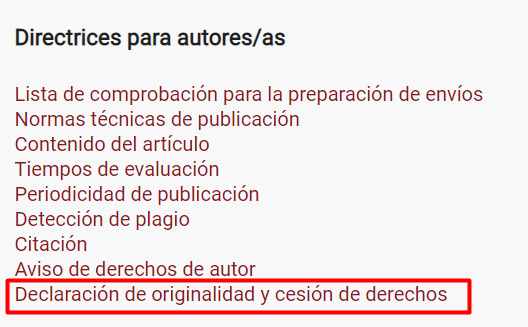 Directrices para autores/as
Lista de comprobación para la preparación de envíos
Normas técnicas de publicación
Contenido del artículo
Tiempos de evaluación
Periodicidad de publicación
Detección de plagio
Citación
Aviso de derechos de autor
Declaración de originalidad y cesión de derechos